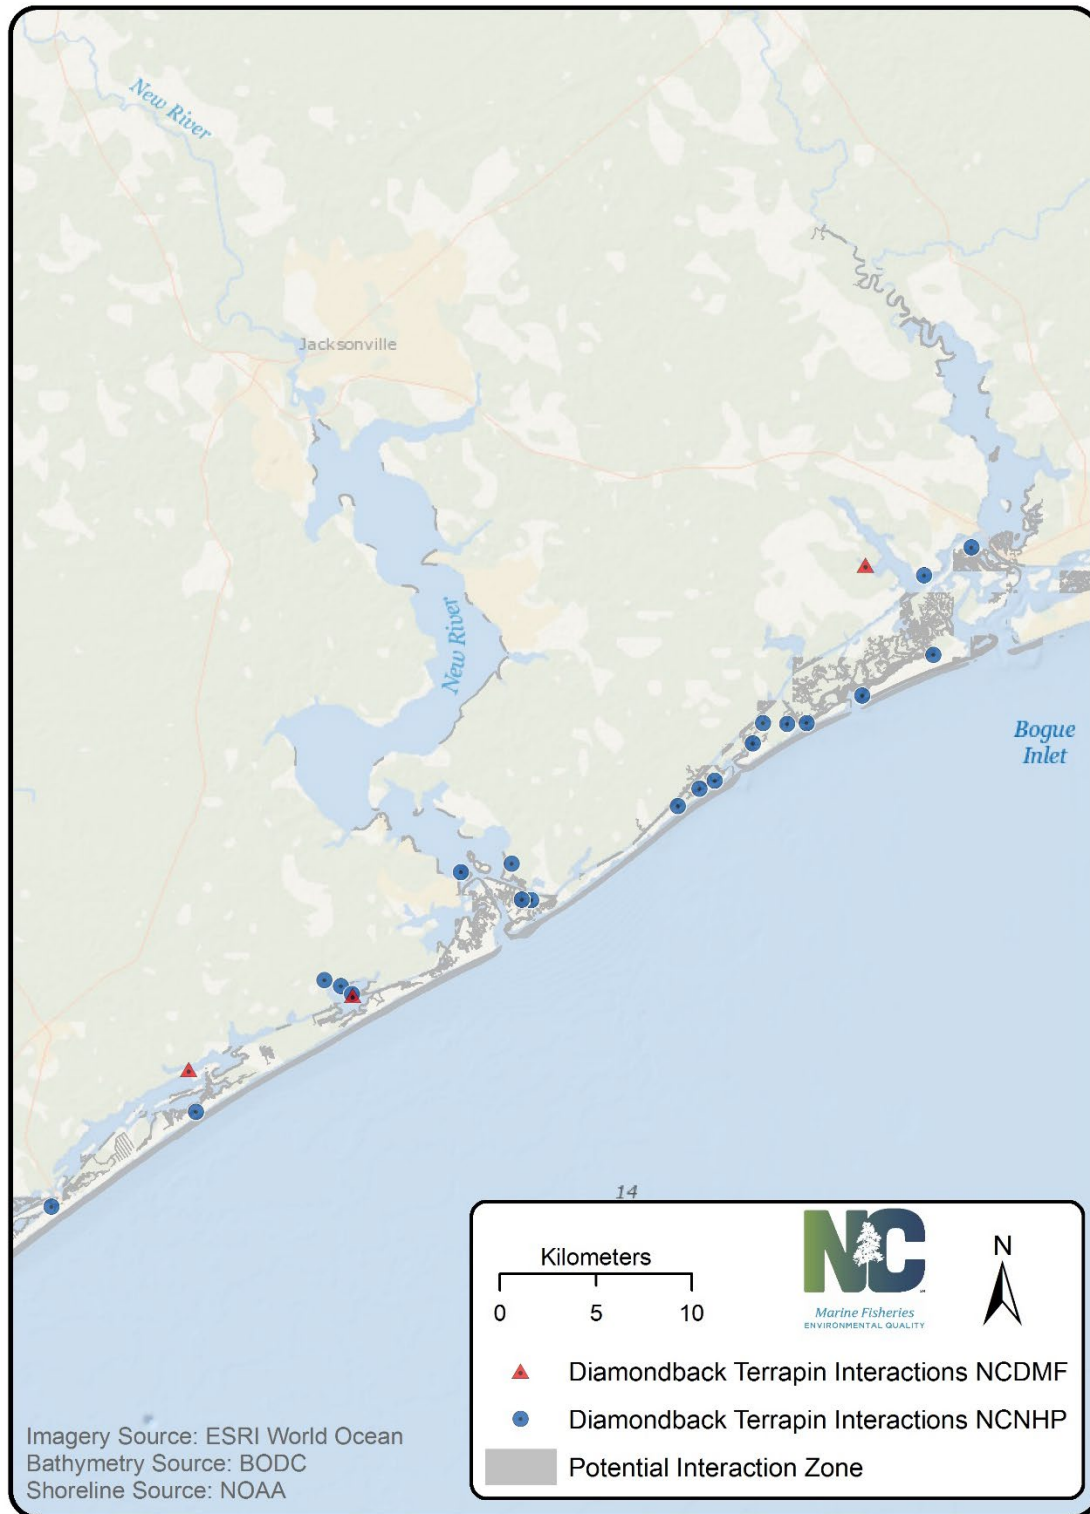 New River
Jacksonville
New River
Bogue
Inlet
14
Kilometers
0 5 10
NC
Marine Fisheries
ENVIRONMENTAL QUALITY
N
Diamondback Terrapin Interactions NCDMF
Diamondback Terrapin Interactions NCNHP
Potential Interaction Zone
Imagery Source: ESRI World Ocean
Bathymetry Source: BODC
Shoreline Source: NOAA